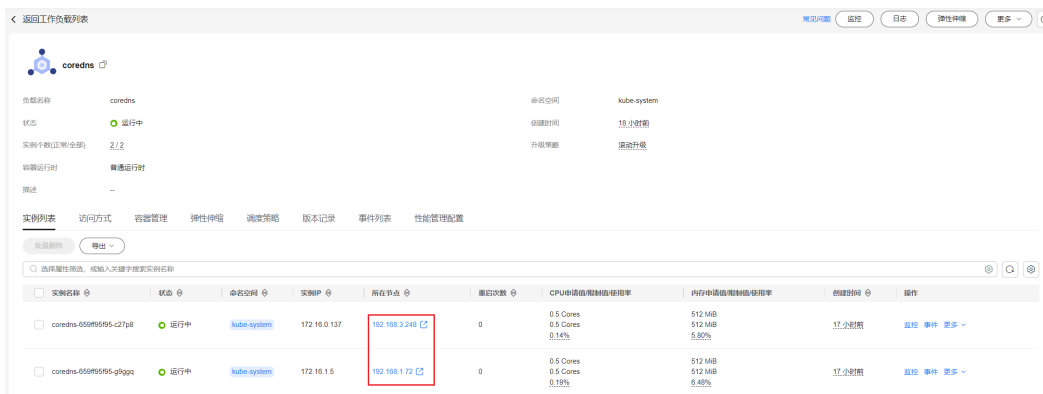 返回工作负载列表 常见问题 监控 日志 弹性伸缩 更多
coredns
负载名称 coredns 命名空间 kube-system
状态 运行中 创建时间 18 小时前
实例个数(正常/全部) 2 / 2 升级策略 滚动升级
容器运行时 普通运行时
描述 --
实例列表 访问方式 容器管理 弹性伸缩 调度策略 版本记录 事件列表 性能管理配置
批量删除 导出
选择属性筛选，或输入关键字搜索实例名称
实例名称 状态 命名空间 实例IP 所在节点 重启次数 CPU申请值/限制值/使用率 内存申请值/限制值/使用率 创建时间 操作
0.5 Cores 512 MiB
coredns-659ff95f95-c27p8 运行中 kube-system 172.16.0.137 192.168.3.248 0 0.5 Cores 512 MiB 17 小时前 监控 事件 更多
0.14% 5.80%
0.5 Cores 512 MiB
coredns-659ff95f95-g9ggq 运行中 kube-system 172.16.1.5 192.168.1.72 0 0.5 Cores 512 MiB 17 小时前 监控 事件 更多
0.19% 6.48%